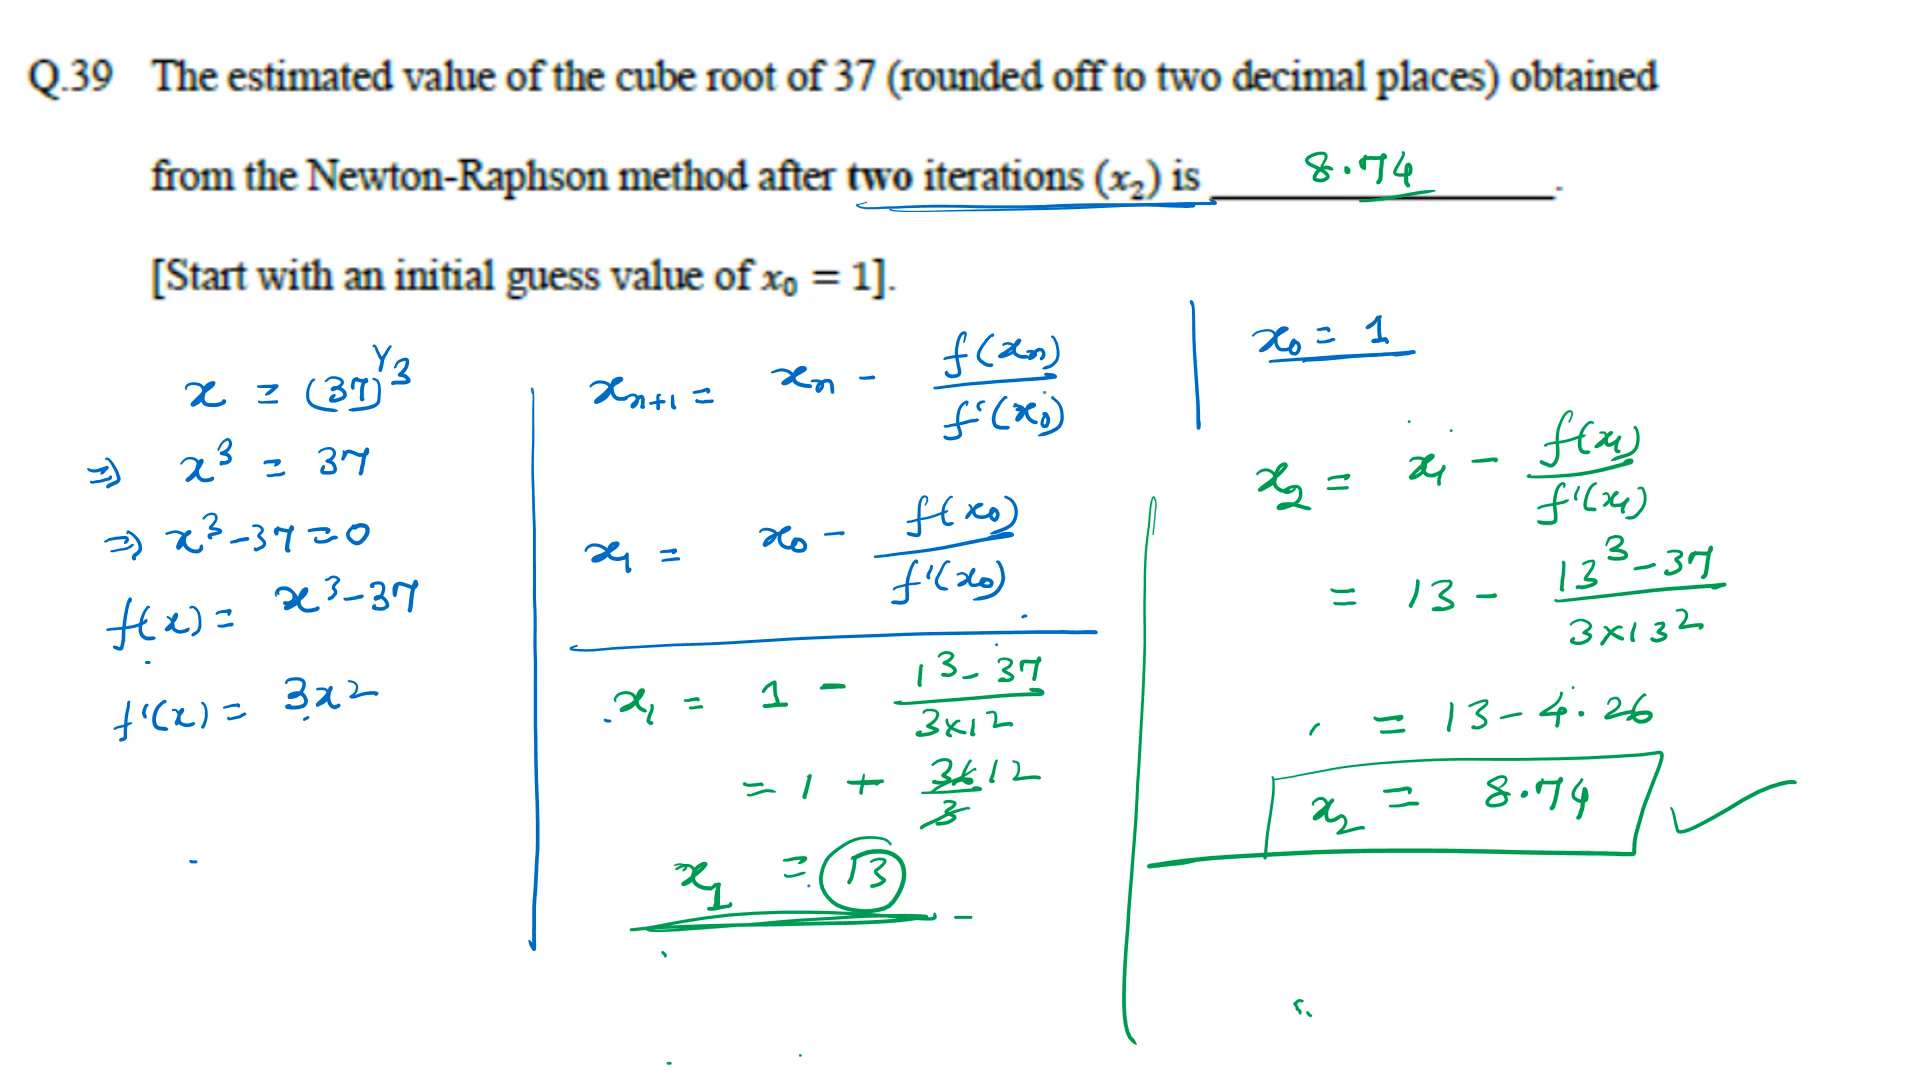 Q.39 The estimated value of the cube root of 37 (rounded off to two decimal places) obtained
from the Newton-Raphson method after two iterations (x₂) is 8.74.
[Start with an initial guess value of x₀ = 1].
x = (37)^1/3
⇒ x³ = 37
⇒ x³-37=0
f(x) = x³-37
f'(x) = 3x²
xₙ₊₁ = xₙ - f(xₙ)/f'(x₀)
x₁ = x₀ - f(x₀)/f'(x₀)
x₁ = 1 - 1³-37/3×1²
= 1 + 36 12/3
x₁ = 13
x₀ = 1
x₂ = x₁ - f(x₁)/f'(x₁)
= 13 - 13³-37/3×13²
= 13-4.26
x₂ = 8.74